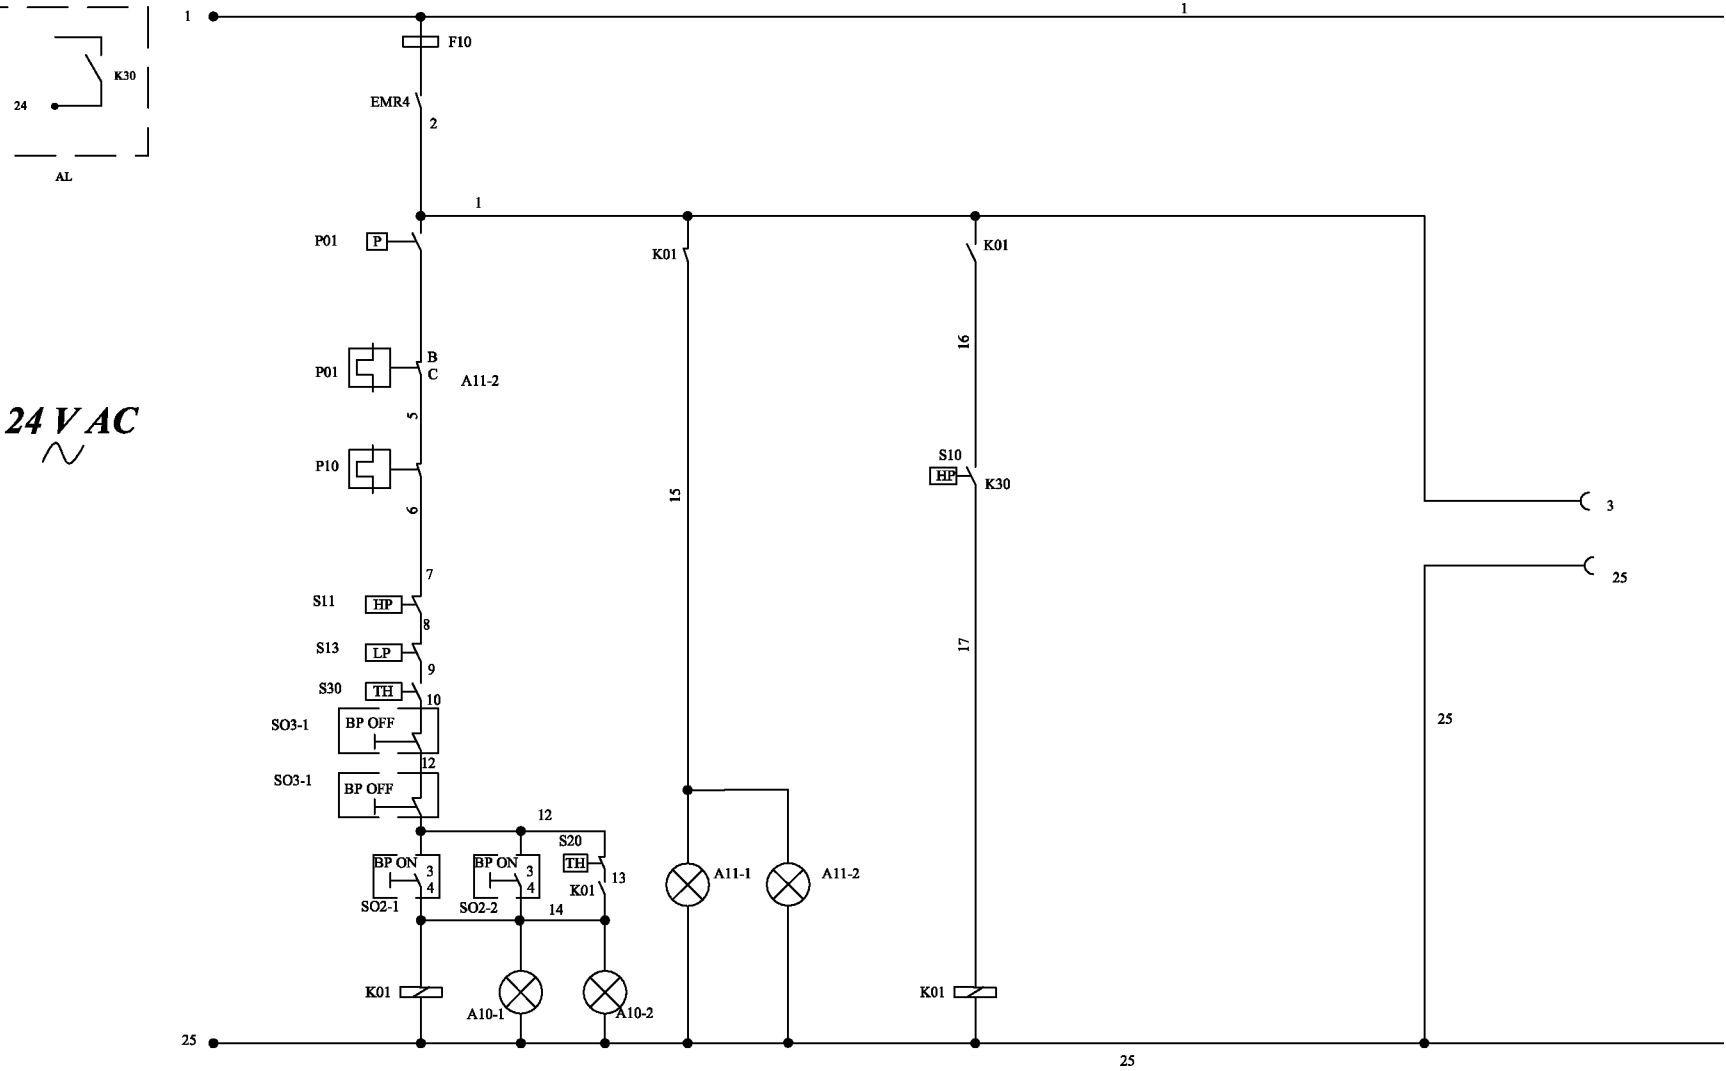 1
1
F10
K30
EMR4
24
2
AL
1
P01
P
K01
K01
16
B
P01
C
A11-2
24 V AC
5
S10
P10
HP
K30
15
3
6
7
25
S11
HP
8
17
S13
LP
9
S30
TH
10
SO3-1
BP OFF
25
12
SO3-1
BP OFF
12
S20
BP ON
3
BP ON
3
TH
4
4
13
A11-1
A11-2
K01
SO2-1
SO2-2
14
K01
K01
A10-1
A10-2
25
25